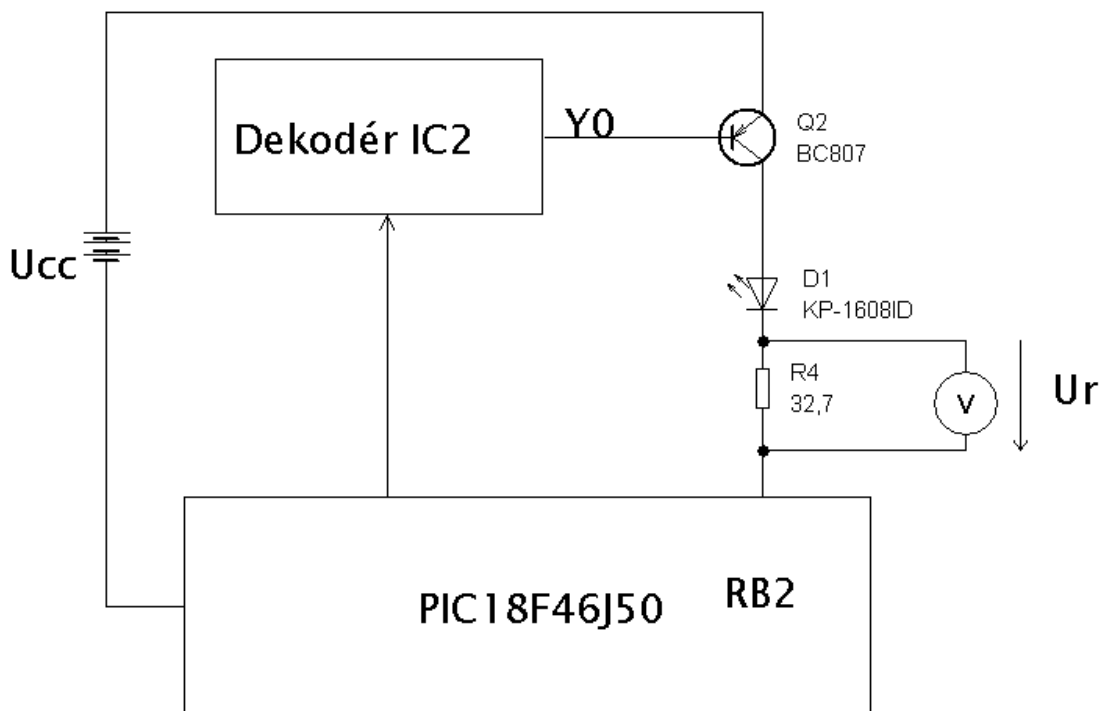 Dekodér IC2
Y0
Q2
BC807
Ucc
D1
KP-1608ID
R4
32,7
V
Ur
RB2
PIC18F46J50